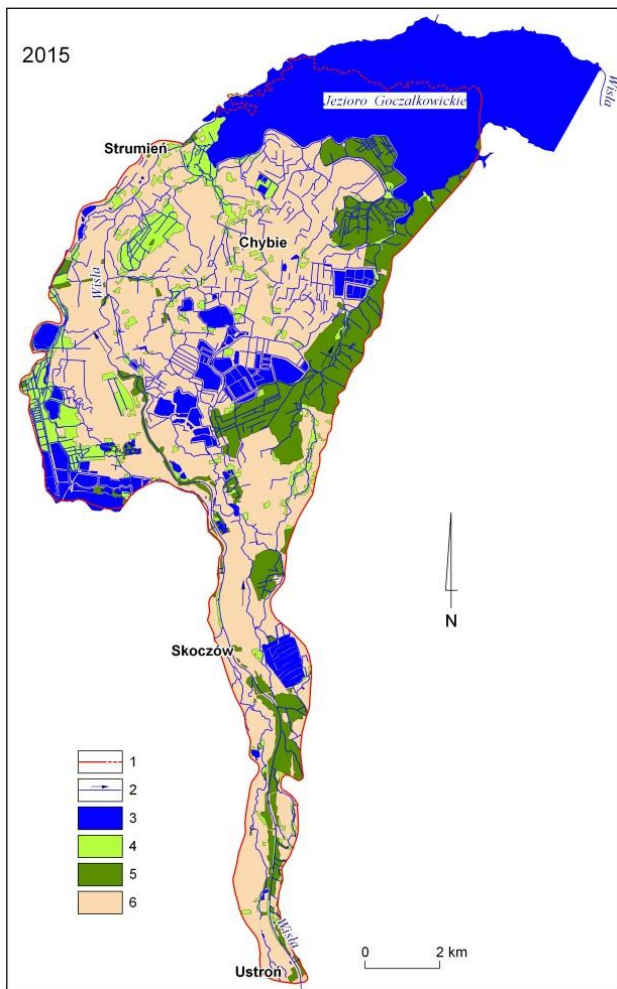 2015
Wisła
Jezioro Goczałkowickie
Strumień
Chybie
Wisła
N
Skoczów
1
2
3
4
5
6
Wisła
0 2 km
Ustroń